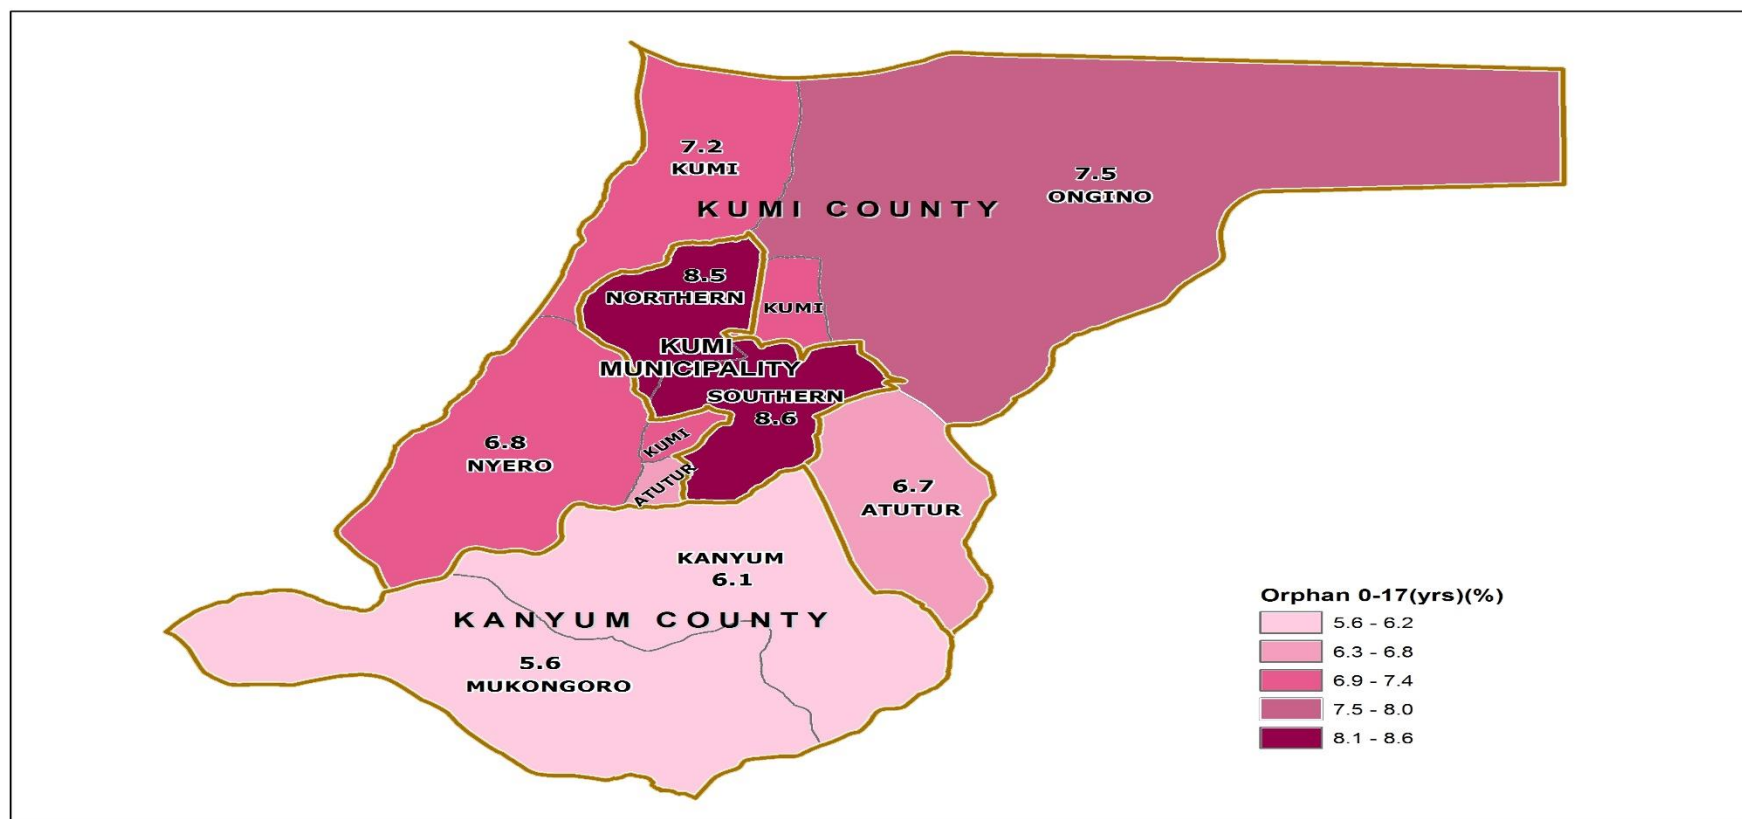 7.2
KUMI
7.5
ONGINO
KUMI COUNTY
8.5
NORTHERN
KUMI
KUMI
MUNICIPALITY
SOUTHERN
8.6
6.8
NYERO
KUMI
ATUTUR
6.7
ATUTUR
KANYUM
6.1
KANYUM COUNTY
5.6
MUKONGORO
Orphan 0-17(yrs)(%)
5.6 - 6.2
6.3 - 6.8
6.9 - 7.4
7.5 - 8.0
8.1 - 8.6